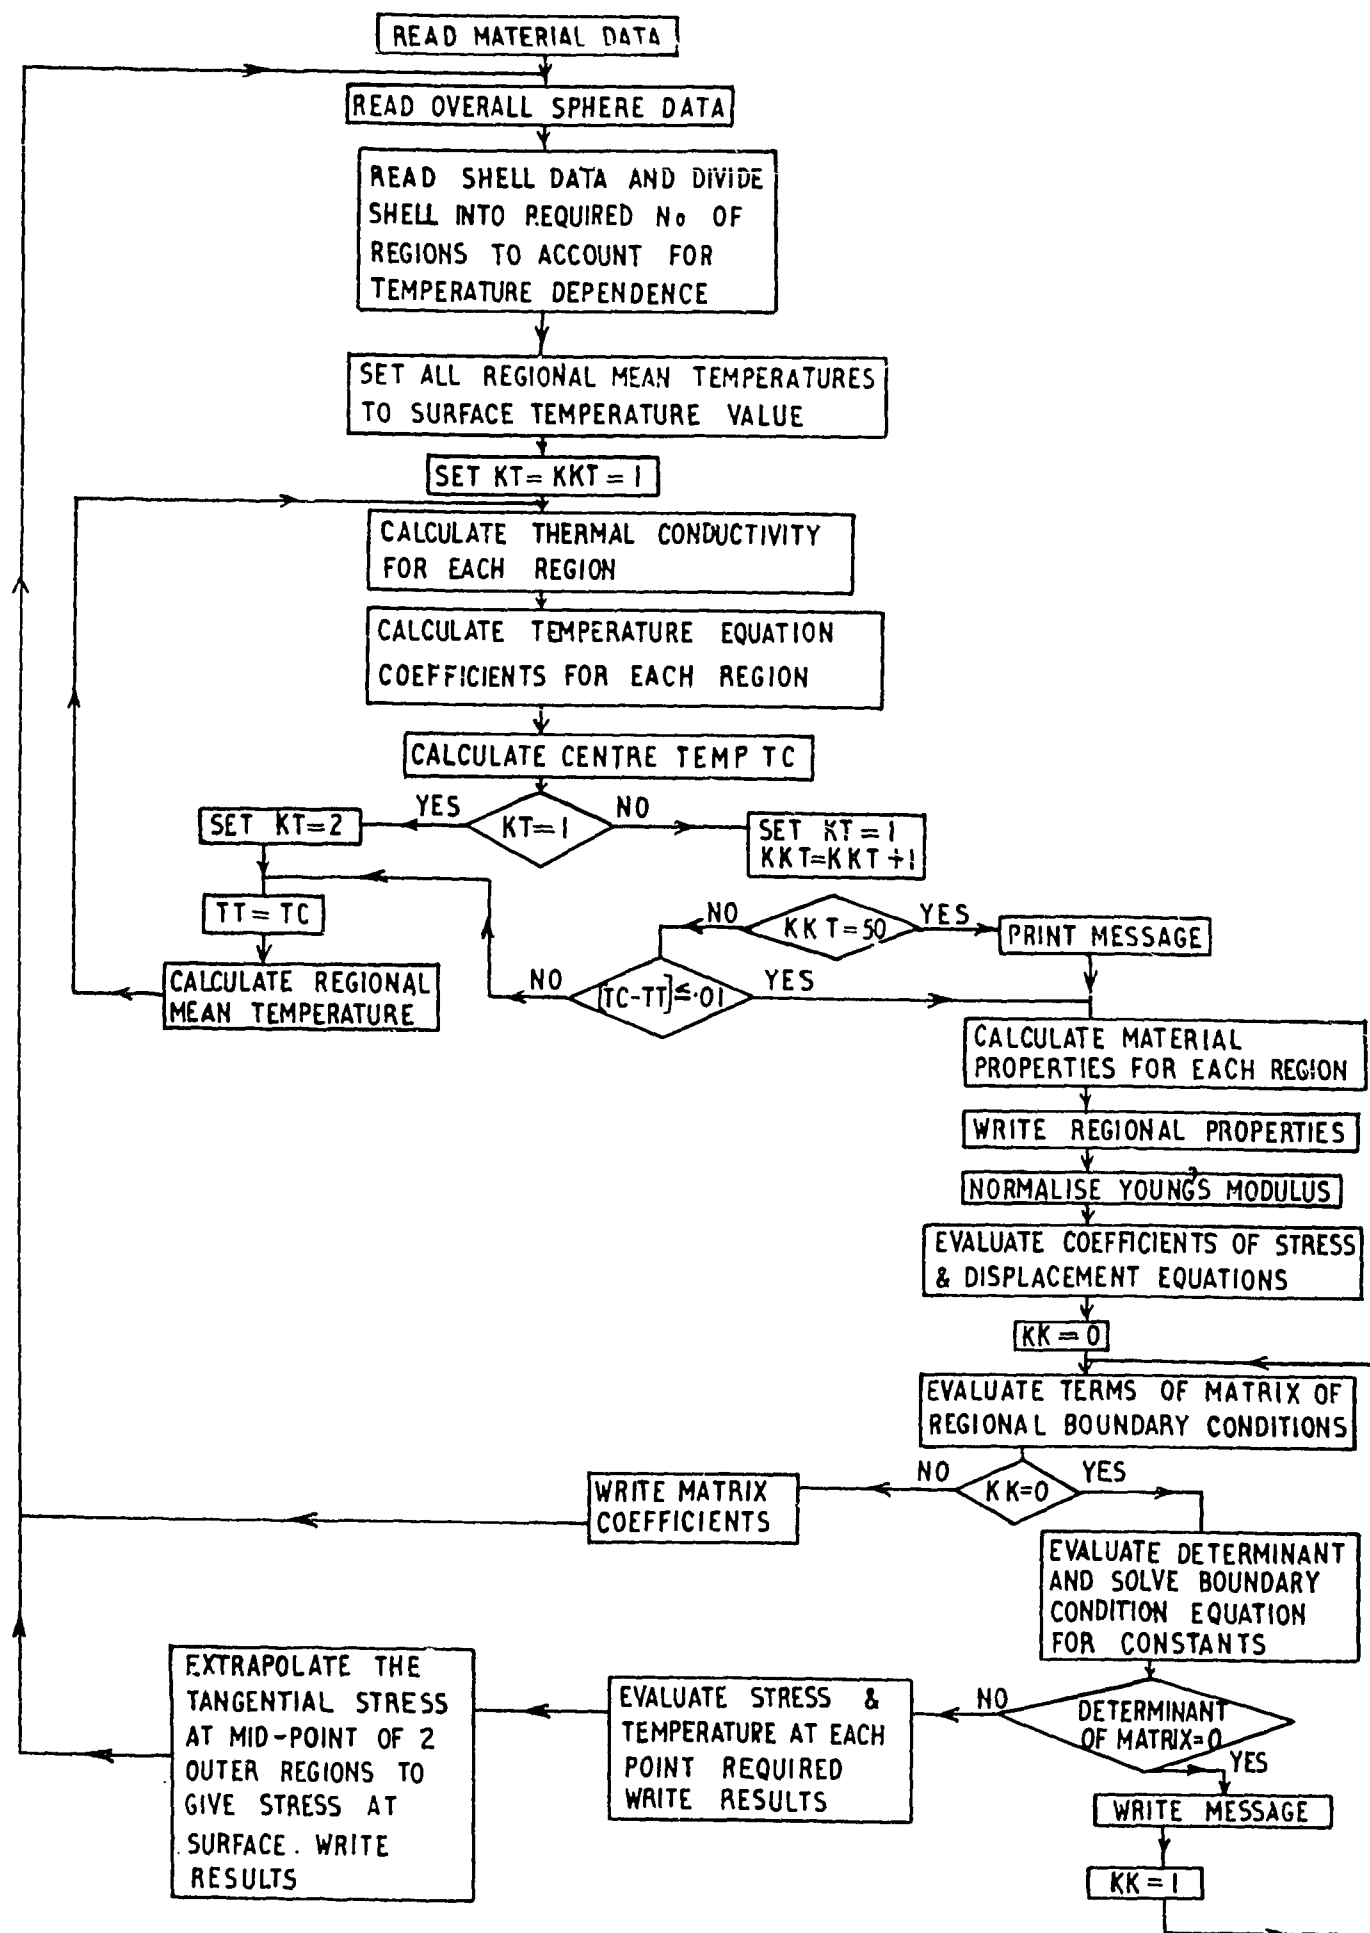 READ MATERIAL DATA
READ OVERALL SPHERE DATA
READ SHELL DATA AND DIVIDE
SHELL INTO REQUIRED No OF
REGIONS TO ACCOUNT FOR
TEMPERATURE DEPENDENCE
SET ALL REGIONAL MEAN TEMPERATURES
TO SURFACE TEMPERATURE VALUE
SET KT = KKT = 1
CALCULATE THERMAL CONDUCTIVITY
FOR EACH REGION
CALCULATE TEMPERATURE EQUATION
COEFFICIENTS FOR EACH REGION
CALCULATE CENTRE TEMP TC
YES
NO
KT = 1
SET KT=2
SET KT = 1
KKT=KKT+1
TT = TC
NO
KKT=50
YES
PRINT MESSAGE
CALCULATE REGIONAL
MEAN TEMPERATURE
NO
[TC-TT]≤·01
YES
CALCULATE MATERIAL
PROPERTIES FOR EACH REGION
WRITE REGIONAL PROPERTIES
NORMALISE YOUNG'S MODULUS
EVALUATE COEFFICIENTS OF STRESS
& DISPLACEMENT EQUATIONS
KK = 0
EVALUATE TERMS OF MATRIX OF
REGIONAL BOUNDARY CONDITIONS
NO
KK=0
YES
WRITE MATRIX
COEFFICIENTS
EVALUATE DETERMINANT
AND SOLVE BOUNDARY
CONDITION EQUATION
FOR CONSTANTS
NO
DETERMINANT
OF MATRIX=0
YES
EVALUATE STRESS &
TEMPERATURE AT EACH
POINT REQUIRED
WRITE RESULTS
EXTRAPOLATE THE
TANGENTIAL STRESS
AT MID-POINT OF 2
OUTER REGIONS TO
GIVE STRESS AT
SURFACE. WRITE
RESULTS
WRITE MESSAGE
KK = 1